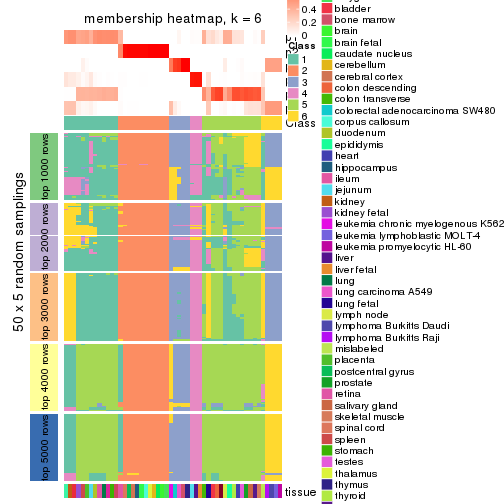 membership heatmap, k = 6
50 x 5 random samplings
top 1000 rows
top 2000 rows
top 3000 rows
top 4000 rows
top 5000 rows
0.4
0.2
0
Class
1
2
3
4
5
6
Class
tissue
bladder
bone marrow
brain
brain fetal
caudate nucleus
cerebellum
cerebral cortex
colon descending
colon transverse
colorectal adenocarcinoma SW480
corpus callosum
duodenum
epididymis
heart
hippocampus
ileum
jejunum
kidney
kidney fetal
leukemia chronic myelogenous K562
leukemia lymphoblastic MOLT-4
leukemia promyelocytic HL-60
liver
liver fetal
lung
lung carcinoma A549
lung fetal
lymph node
lymphoma Burkitts Daudi
lymphoma Burkitts Raji
mislabeled
placenta
postcentral gyrus
prostate
retina
salivary gland
skeletal muscle
spinal cord
spleen
stomach
testes
thalamus
thymus
thyroid